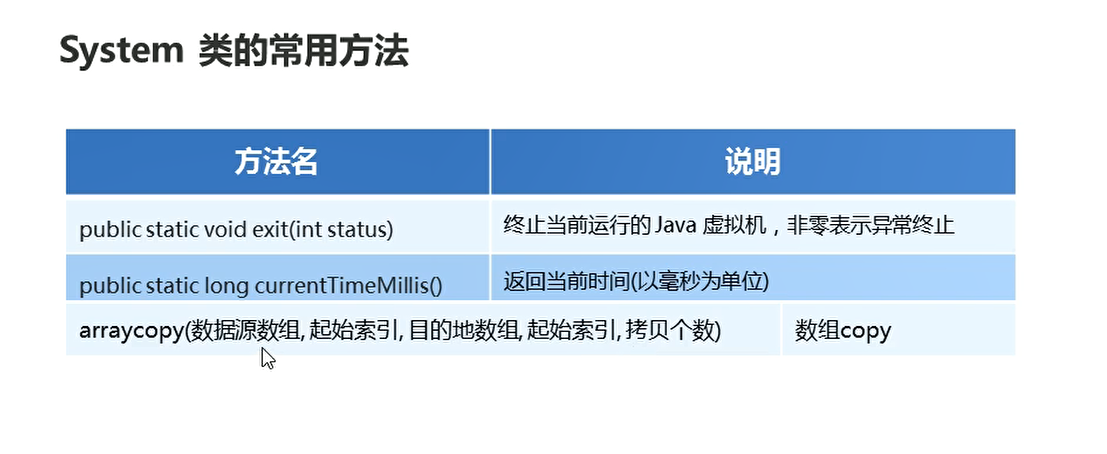 System 类的常用方法
方法名 说明
public static void exit(int status) 终止当前运行的 Java 虚拟机，非零表示异常终止
public static long currentTimeMillis() 返回当前时间(以毫秒为单位)
arraycopy(数据源数组, 起始索引, 目的地数组, 起始索引, 拷贝个数) 数组copy